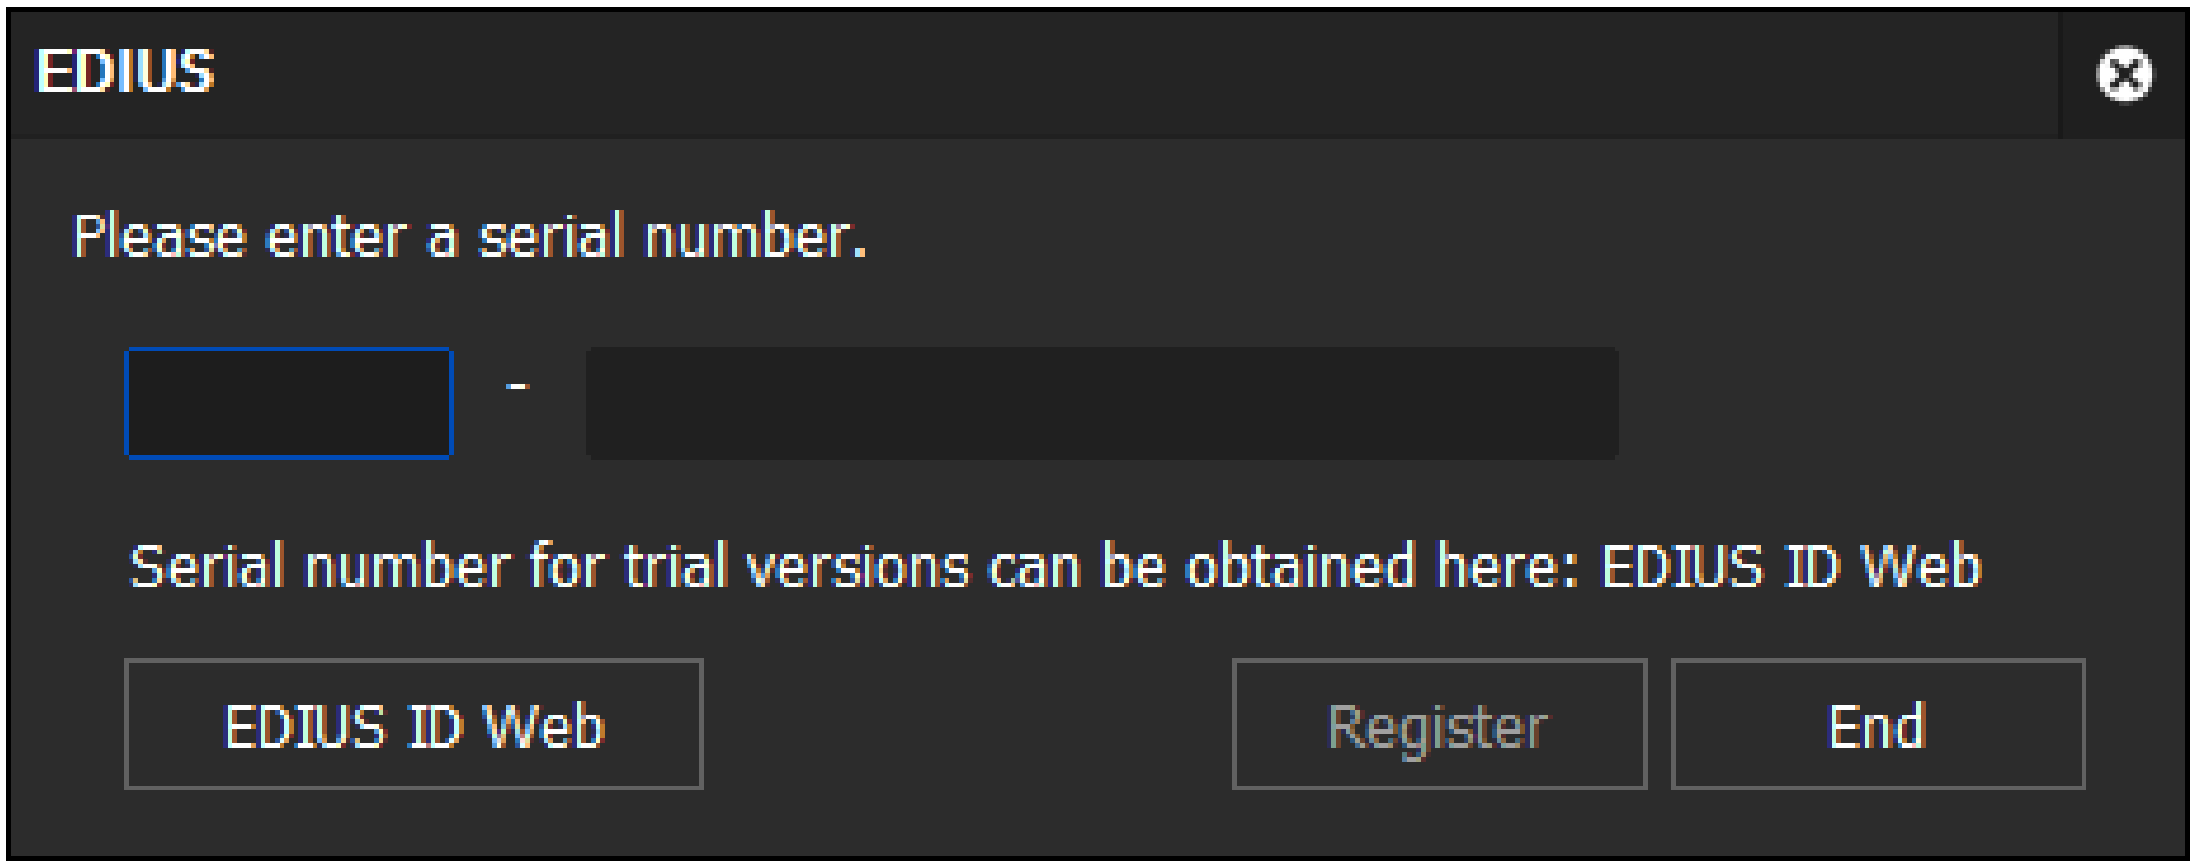 EDIUS
Please enter a serial number.
-
Serial number for trial versions can be obtained here: EDIUS ID Web
EDIUS ID Web Register End